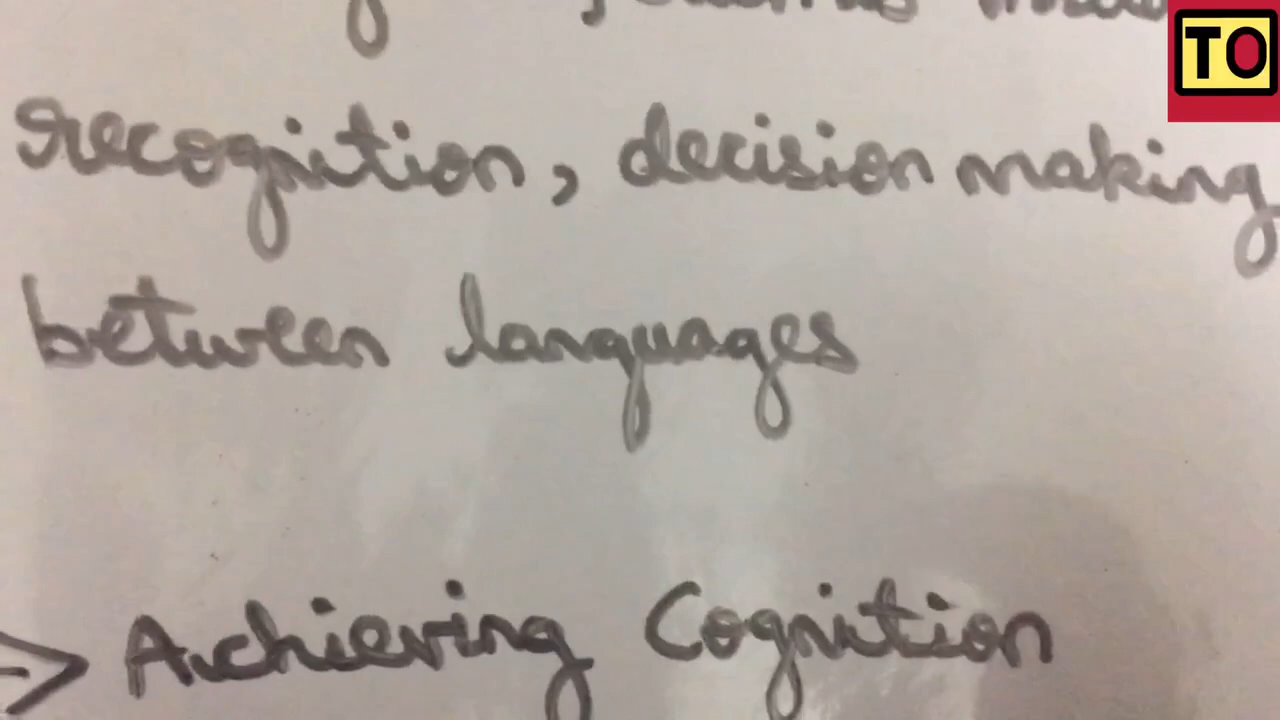 TO
recognition, decision making
between languages
⇒ Achieving Cognition